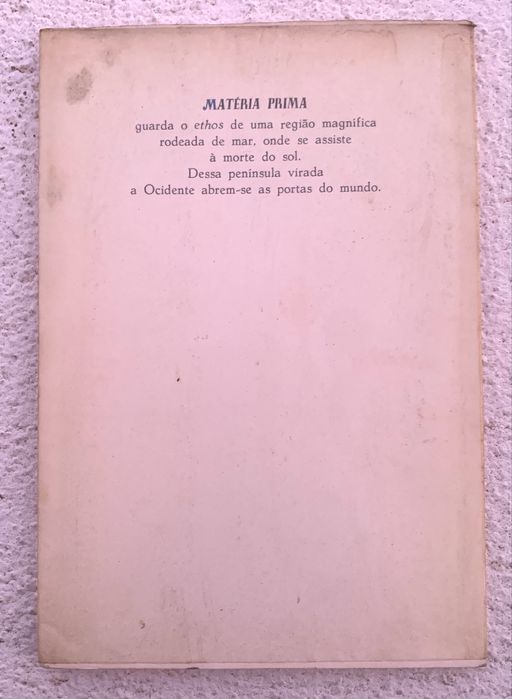 MATÉRIA PRIMA
guarda o ethos de uma região magnífica
rodeada de mar, onde se assiste
à morte do sol.
Dessa península virada
a Ocidente abrem-se as portas do mundo.